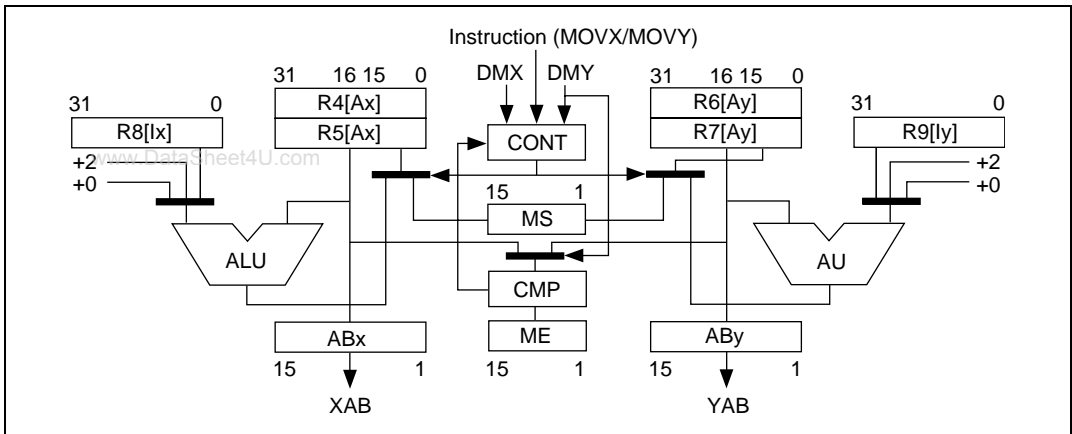 Instruction (MOVX/MOVY)
DMX DMY
31 16 15 0
31 16 15 0
R4[Ax]
R6[Ay]
31 0
31 0
R8[Ix]
R5[Ax]
CONT
R7[Ay]
R9[Iy]
www.DataSheet4U.com
+2
+2
+0
+0
15 1
MS
ALU
AU
CMP
ABx
ME
ABy
15 1
15 1
15 1
XAB
YAB